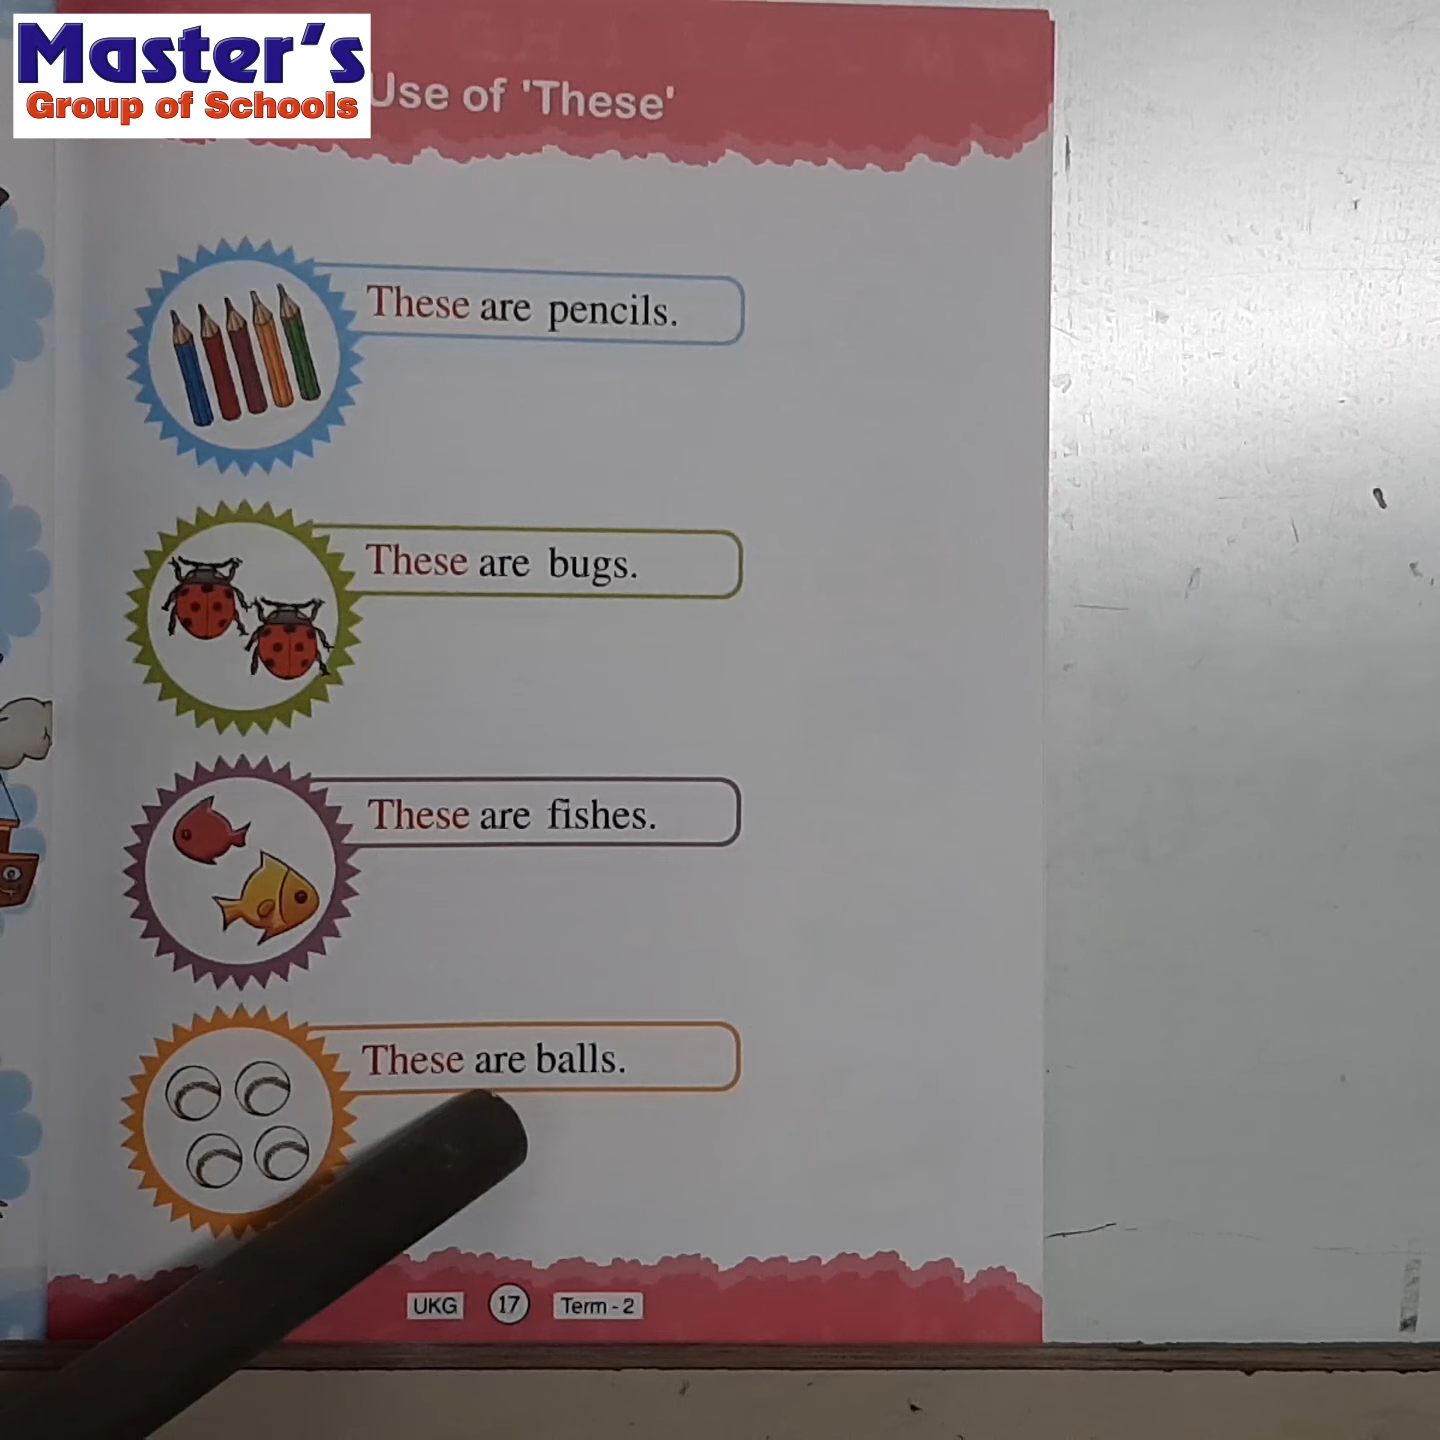 Master's
Group of Schools
Use of 'These'
These are pencils.
These are bugs.
These are fishes.
These are balls.
UKG 17 Term - 2